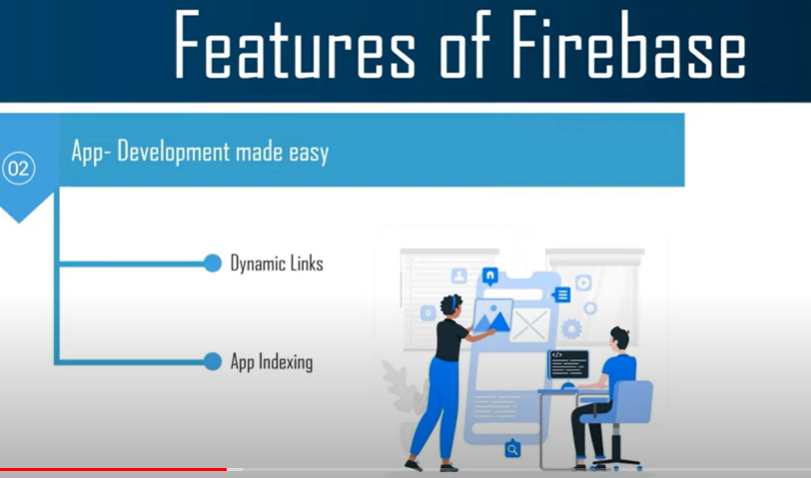 Features of Firebase
02
App- Development made easy
Dynamic Links
App Indexing